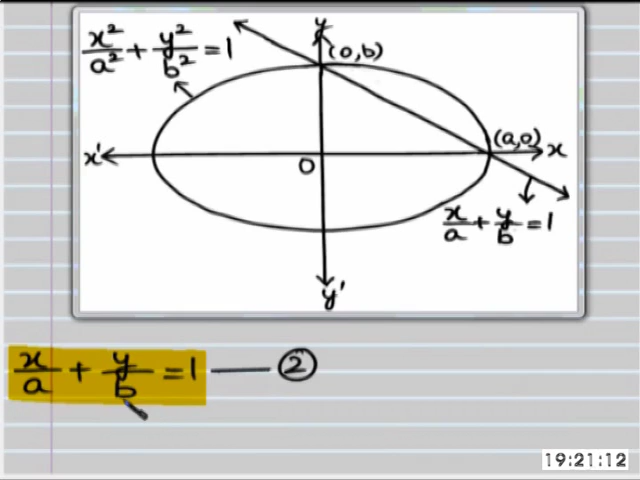 y
x²/a² + y²/b² = 1
(0,b)
x' O (a,0) x
x/a + y/b = 1
y'
x/a + y/b = 1 —— ②
19:21:12